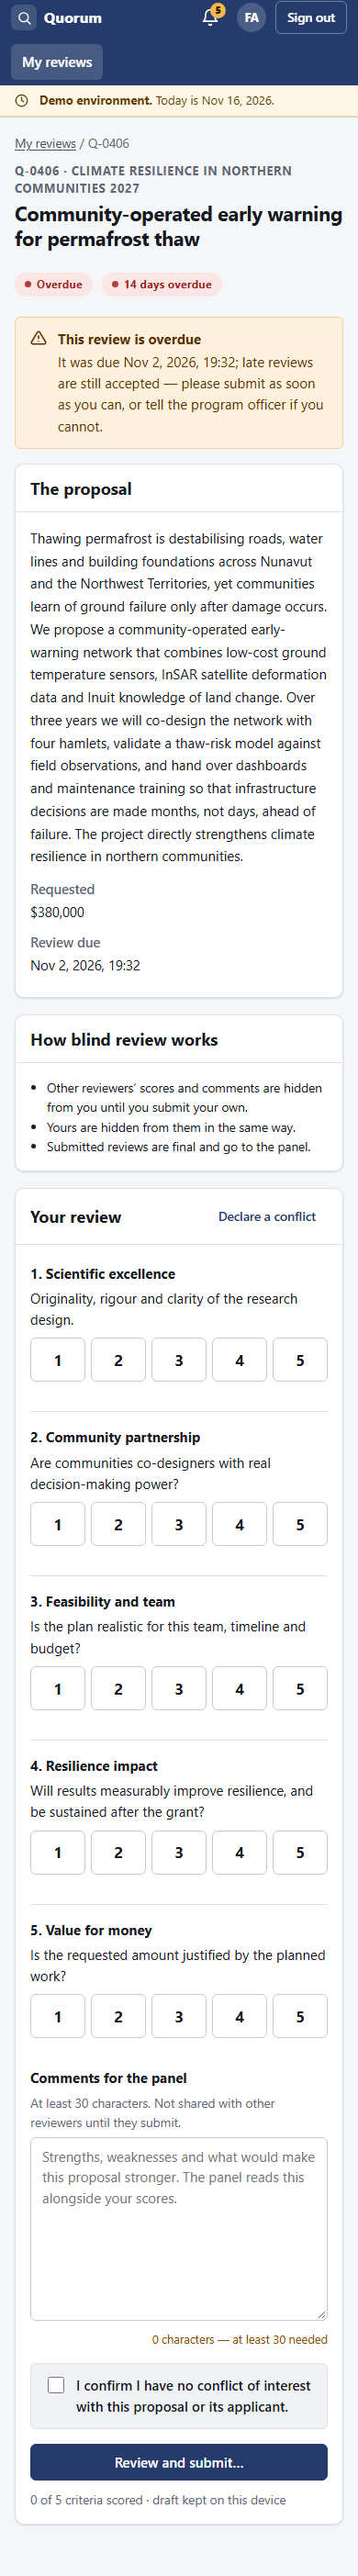 Quorum
5
FA
Sign out
My reviews
Demo environment. Today is Nov 16, 2026.
My reviews / Q-0406
Q-0406 · CLIMATE RESILIENCE IN NORTHERN
COMMUNITIES 2027
Community-operated early warning
for permafrost thaw
Overdue
14 days overdue
This review is overdue
It was due Nov 2, 2026, 19:32; late reviews
are still accepted — please submit as soon
as you can, or tell the program officer if you
cannot.
The proposal
Thawing permafrost is destabilising roads, water
lines and building foundations across Nunavut
and the Northwest Territories, yet communities
learn of ground failure only after damage occurs.
We propose a community-operated early-
warning network that combines low-cost ground
temperature sensors, InSAR satellite deformation
data and Inuit knowledge of land change. Over
three years we will co-design the network with
four hamlets, validate a thaw-risk model against
field observations, and hand over dashboards
and maintenance training so that infrastructure
decisions are made months, not days, ahead of
failure. The project directly strengthens climate
resilience in northern communities.
Requested
$380,000
Review due
Nov 2, 2026, 19:32
How blind review works
• Other reviewers’ scores and comments are hidden
from you until you submit your own.
• Yours are hidden from them in the same way.
• Submitted reviews are final and go to the panel.
Your review
Declare a conflict
1. Scientific excellence
Originality, rigour and clarity of the research
design.
1 2 3 4 5
2. Community partnership
Are communities co-designers with real
decision-making power?
1 2 3 4 5
3. Feasibility and team
Is the plan realistic for this team, timeline and
budget?
1 2 3 4 5
4. Resilience impact
Will results measurably improve resilience, and
be sustained after the grant?
1 2 3 4 5
5. Value for money
Is the requested amount justified by the planned
work?
1 2 3 4 5
Comments for the panel
At least 30 characters. Not shared with other
reviewers until they submit.
Strengths, weaknesses and what would make
this proposal stronger. The panel reads this
alongside your scores.
0 characters — at least 30 needed
I confirm I have no conflict of interest
with this proposal or its applicant.
Review and submit…
0 of 5 criteria scored · draft kept on this device